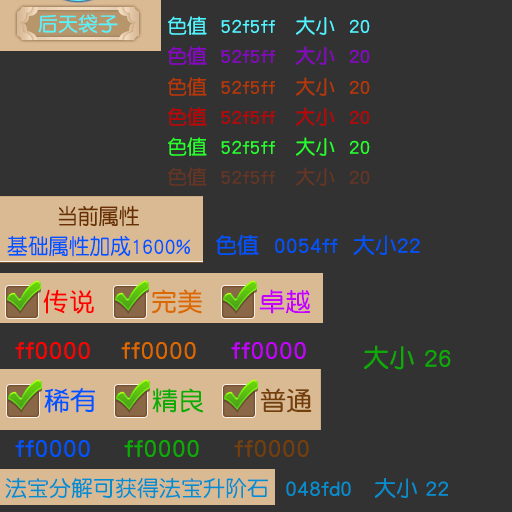 后天袋子
色值 52f5ff 大小 20
色值 52f5ff 大小 20
色值 52f5ff 大小 20
色值 52f5ff 大小 20
色值 52f5ff 大小 20
色值 52f5ff 大小 20
当前属性
基础属性加成1600% 色值 0054ff 大小22
传说 完美 卓越
ff0000 ff0000 ff0000 大小 26
稀有 精良 普通
ff0000 ff0000 ff0000
法宝分解可获得法宝升阶石 048fd0 大小 22